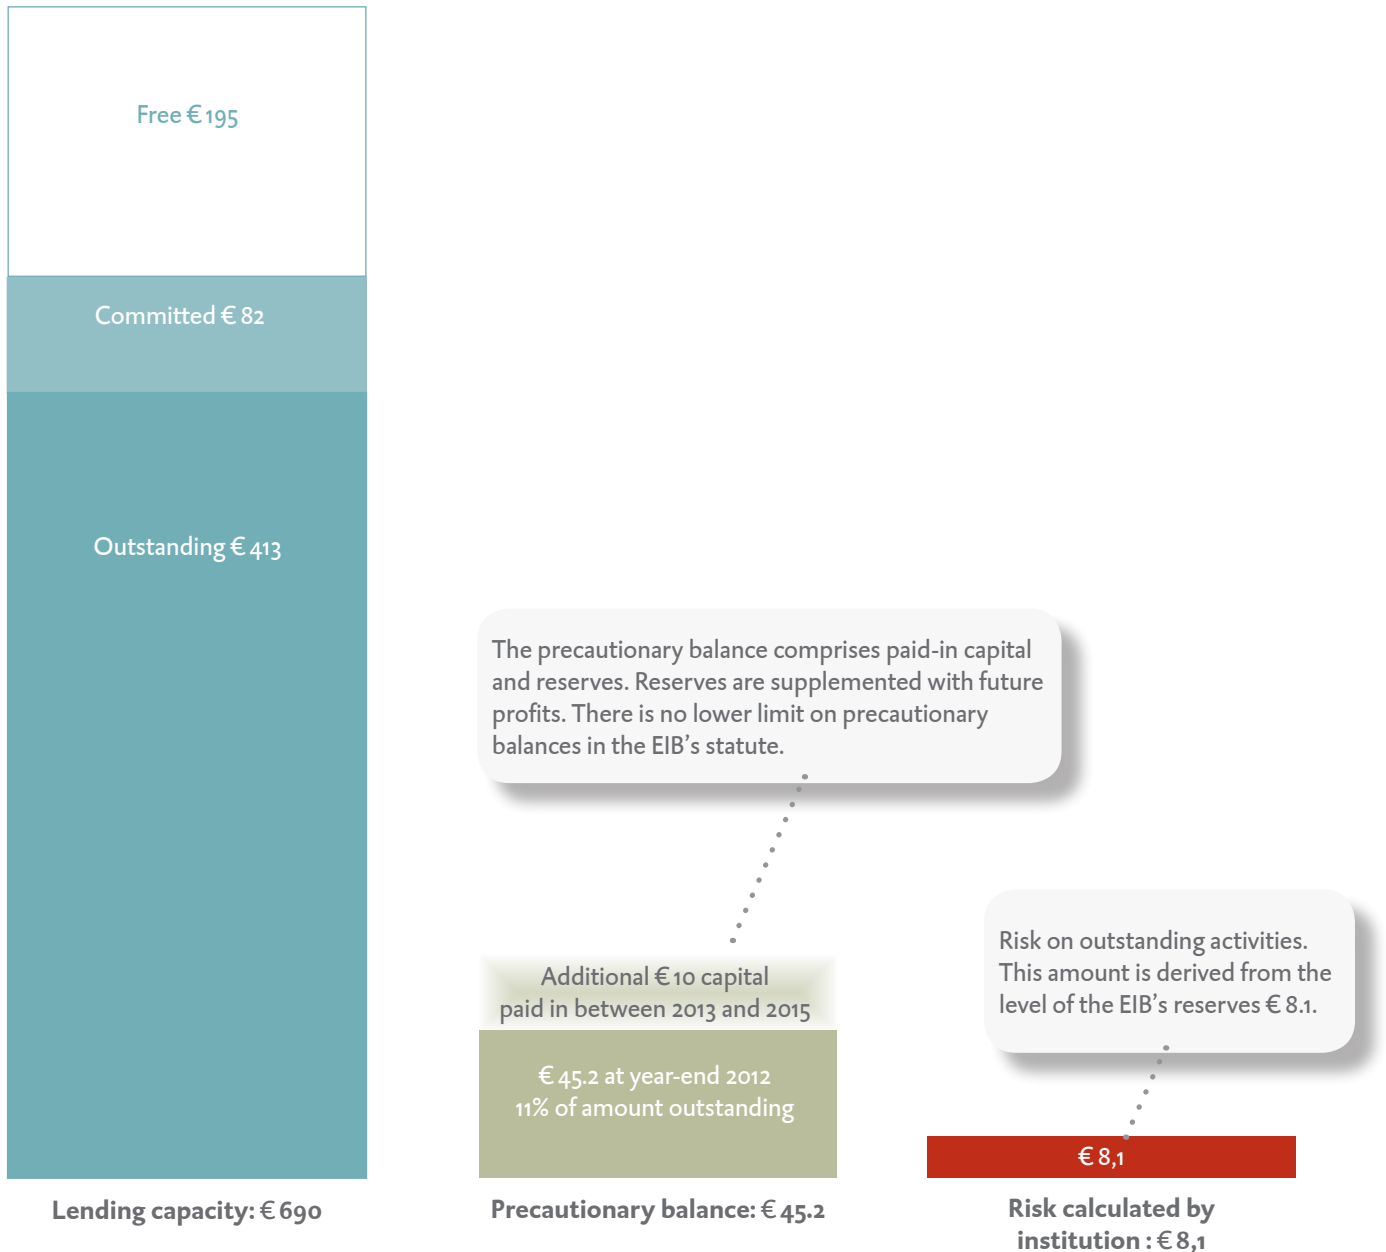 Free € 195
Committed € 82
Outstanding € 413
The precautionary balance comprises paid-in capital
and reserves. Reserves are supplemented with future
profits. There is no lower limit on precautionary
balances in the EIB’s statute.
Additional € 10 capital
paid in between 2013 and 2015
€ 45.2 at year-end 2012
11% of amount outstanding
Risk on outstanding activities.
This amount is derived from the
level of the EIB’s reserves € 8.1.
€ 8,1
Lending capacity: € 690
Precautionary balance: € 45.2
Risk calculated by
institution : € 8,1